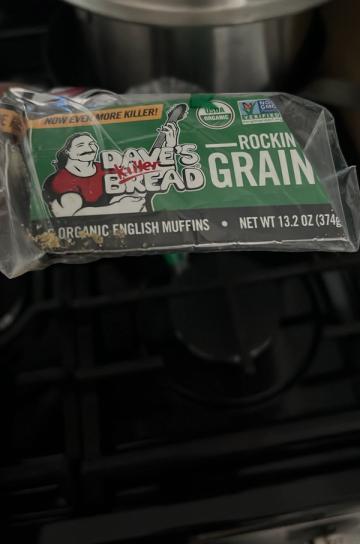 NOW EVEN MORE KILLER!
USDA
ORGANIC
NON
GMO
VERIFIED
DAVE'S
Killer
BREAD
ROCKIN
GRAIN
ORGANIC ENGLISH MUFFINS • NET WT 13.2 OZ (374g